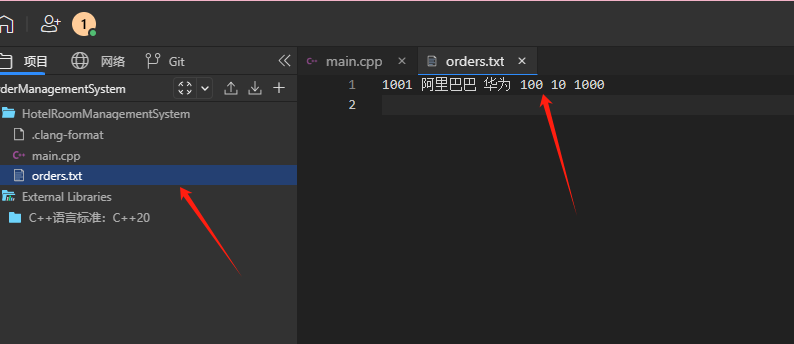 1
项目
网络
Git
main.cpp
orders.txt
derManagementSystem
HotelRoomManagementSystem
.clang-format
main.cpp
orders.txt
External Libraries
C++语言标准：C++20
1 1001 阿里巴巴 华为 100 10 1000
2